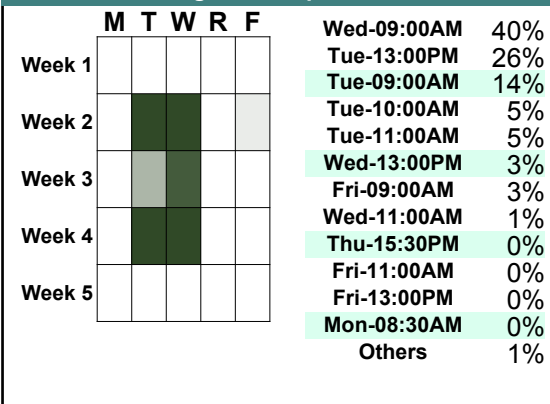 M T W R F
Week 1
Week 2
Week 3
Week 4
Week 5
Wed-09:00AM 40%
Tue-13:00PM 26%
Tue-09:00AM 14%
Tue-10:00AM 5%
Tue-11:00AM 5%
Wed-13:00PM 3%
Fri-09:00AM 3%
Wed-11:00AM 1%
Thu-15:30PM 0%
Fri-11:00AM 0%
Fri-13:00PM 0%
Mon-08:30AM 0%
Others 1%